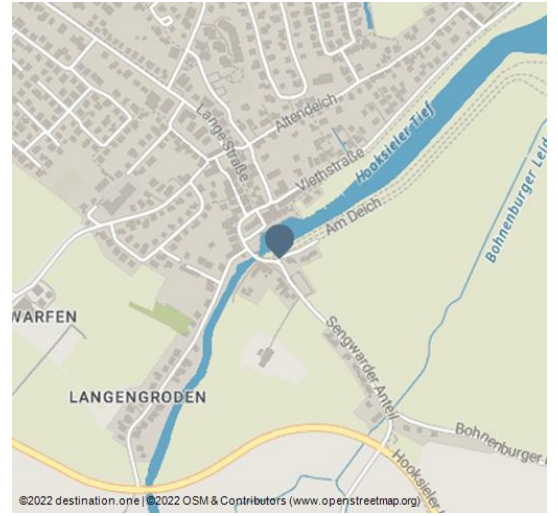 Altendeich
Lange Straße
Viethstraße
Hooksieler Tief
Am Deich
Bohnenburger Leid
WARFEN
Sengwarder Anteil
LANGENGRODEN
Bohnenburger
Hooksieler
©2022 destination.one | ©2022 OSM & Contributors (www.openstreetmap.org)